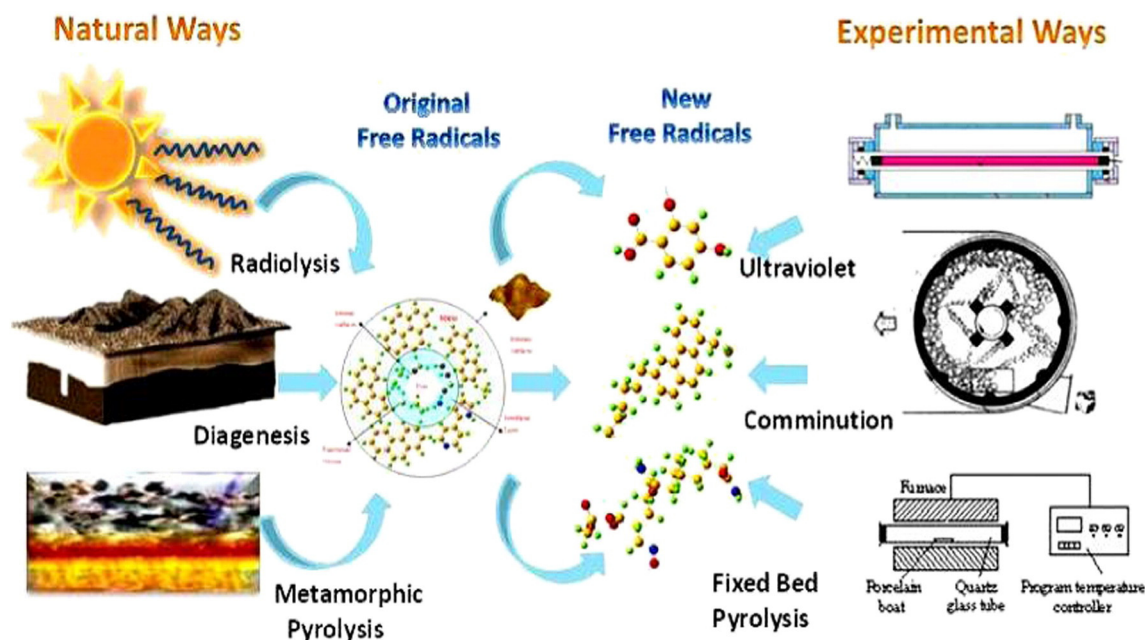 Natural Ways
Experimental Ways
Original
Free Radicals
New
Free Radicals
Radiolysis
Ultraviolet
Diagenesis
Comminution
Metamorphic
Pyrolysis
Fixed Bed
Pyrolysis
Furnace
Porcelain
boat
Quartz
glass tube
Program temperature
controller